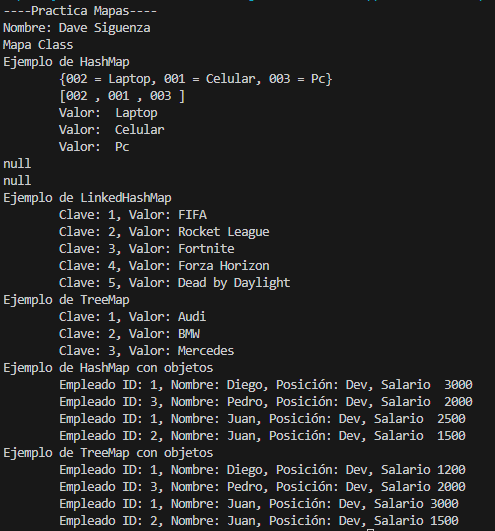 ----Practica Mapas----
Nombre: Dave Siguenza
Mapa Class
Ejemplo de HashMap
        {002 = Laptop, 001 = Celular, 003 = Pc}
        [002 , 001 , 003 ]
        Valor:  Laptop
        Valor:  Celular
        Valor:  Pc
null
null
Ejemplo de LinkedHashMap
        Clave: 1, Valor: FIFA
        Clave: 2, Valor: Rocket League
        Clave: 3, Valor: Fortnite
        Clave: 4, Valor: Forza Horizon
        Clave: 5, Valor: Dead by Daylight
Ejemplo de TreeMap
        Clave: 1, Valor: Audi
        Clave: 2, Valor: BMW
        Clave: 3, Valor: Mercedes
Ejemplo de HashMap con objetos
        Empleado ID: 1, Nombre: Diego, Posición: Dev, Salario  3000
        Empleado ID: 3, Nombre: Pedro, Posición: Dev, Salario  2000
        Empleado ID: 1, Nombre: Juan, Posición: Dev, Salario  2500
        Empleado ID: 2, Nombre: Juan, Posición: Dev, Salario  1500
Ejemplo de TreeMap con objetos
        Empleado ID: 1, Nombre: Diego, Posición: Dev, Salario 1200
        Empleado ID: 3, Nombre: Pedro, Posición: Dev, Salario 2000
        Empleado ID: 1, Nombre: Juan, Posición: Dev, Salario 3000
        Empleado ID: 2, Nombre: Juan, Posición: Dev, Salario 1500